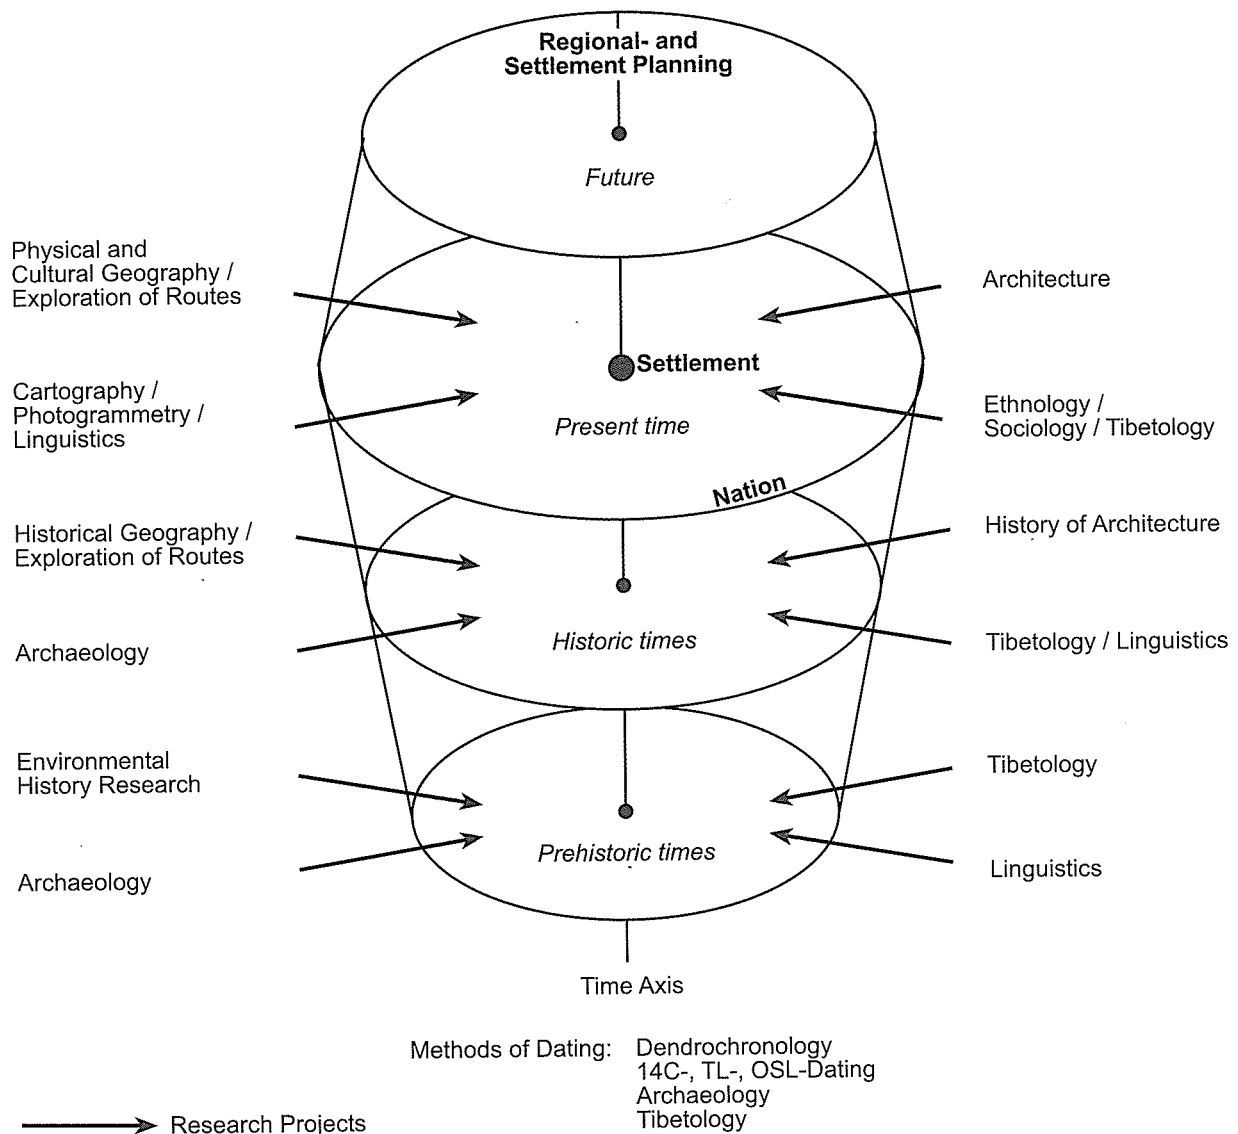 Regional- and
Settlement Planning
Future
Physical and
Cultural Geography /
Exploration of Routes
Architecture
Settlement
Cartography /
Photogrammetry /
Linguistics
Ethnology /
Sociology / Tibetology
Present time
Nation
Historical Geography /
Exploration of Routes
History of Architecture
Historic times
Archaeology
Tibetology / Linguistics
Environmental
History Research
Tibetology
Prehistoric times
Archaeology
Linguistics
Time Axis
Methods of Dating: Dendrochronology
14C-, TL-, OSL-Dating
Archaeology
Tibetology
Research Projects